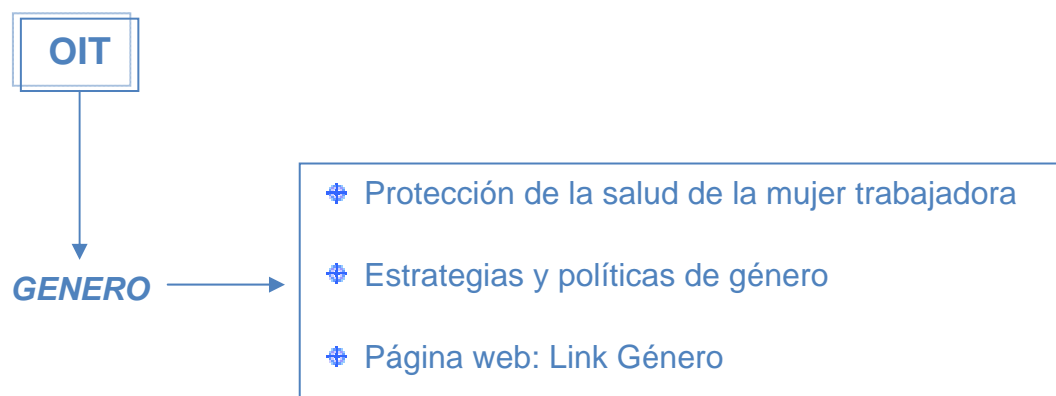 OIT
GENERO
Protección de la salud de la mujer trabajadora
Estrategias y políticas de género
Página web: Link Género